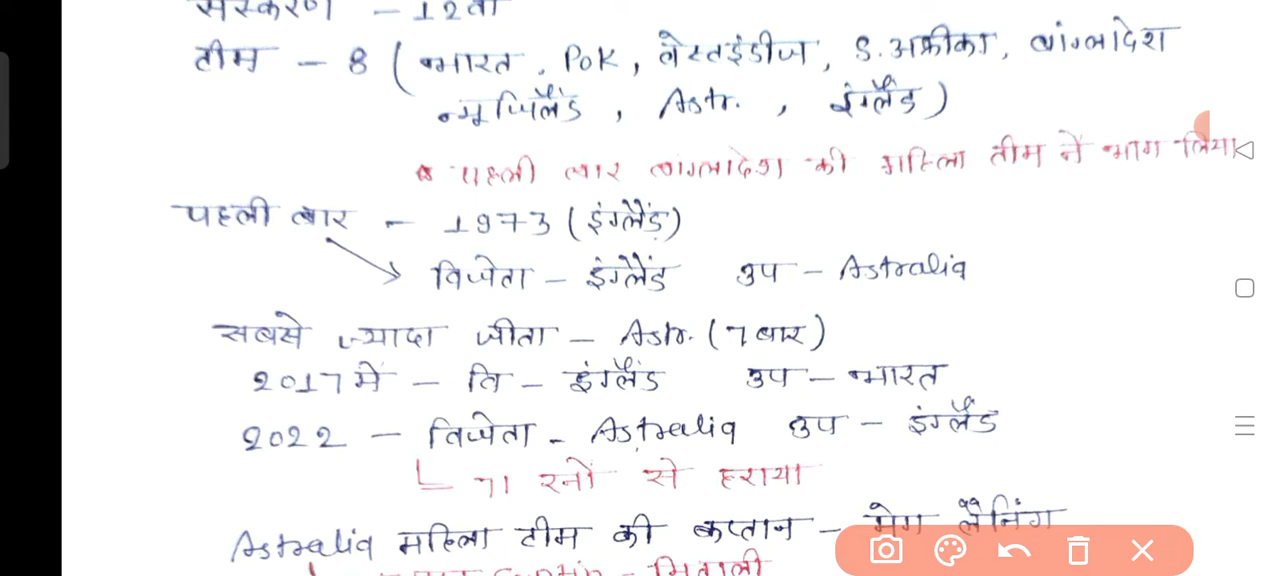 संस्करण - 12वां
टीम - 8 ( भारत, Pok, वेस्टइंडीज, S. अफ्रीका, बांग्लादेश
न्यूजिलैंड, Astr., इंग्लैंड )
* पहली बार बांग्लादेश की महिला टीम ने भाग लिया
पहली बार - 1973 (इंग्लैंड)
विजेता - इंग्लैंड उप - Astralia
सबसे ज्यादा जीता - Astr. (7 बार)
2017 में - वि - इंग्लैंड उप - भारत
2022 - विजेता - Astralia उप - इंग्लैंड
71 रनों से हराया
Astralia महिला टीम की कप्तान - मेग लैनिंग
मिताली